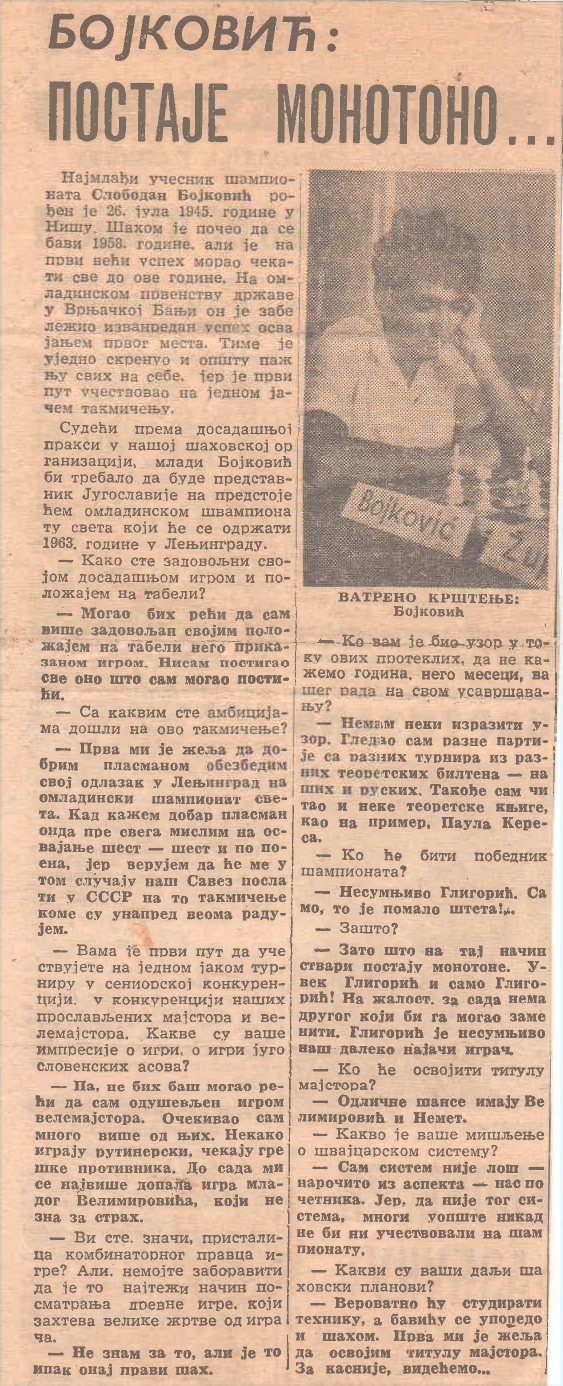 БОЈКОВИЋ:
ПОСТАЈЕ МОНОТОНО...
Најмлађи учесник шампио-
ната Слободан Бојковић ро-
ђен је 26. јула 1945. године у
Нишу. Шахом је почео да се
бави 1958. године. али је на
први већи успех морао чека-
ти све до ове године. На ом-
ладинском првенству државе
у Врњачкој Бањи он је забе
лежио изванредан успех осва
јањем првог места. Тиме је
уједно скренуо и општу паж
њу свих на себе. јер је први
пут учествовао на једном ја-
чем такмичењу.
Судећи према досадашњој
пракси у нашој шаховској ор
ганизацији, млади Бојковић
би требало да буде представ-
ник Југославије на предстоје
ћем омладинском швампиона
ту света који ће се одржати
1963. године у Лењинграду.
— Како сте задовољни сво-
јом досадашњом игром и по-
ложајем на табели?
— Могао бих рећи да сам
више задовољан својим поло-
жајем на табели него прика-
заном игром. Нисам постигао
све оно што сам могао пости-
ћи.
— Са каквим сте амбиција-
ма дошли на ово такмичење?
— Прва ми је жеља да до-
брим пласманом обезбедим
свој одлазак у Лењинград на
омладински шампионат све-
та. Кад кажем добар пласман
онда пре свега мислим на ос-
вајање шест — шест и по по-
ена, јер верујем да ће ме у
том случају наш Савез посла
ти у СССР на то такмичење
коме су унапред веома раду-
јем.
— Вама је први пут да уче
ствујете на једном јаком тур-
ниру у сениорској конкурен-
цији. у конкуренцији наших
прослављених мајстора и ве-
лемајстора. Какве су ваше
импресије о игри, о игри југо
словенских асова?
— Па, не бих баш могао ре-
ћи да сам одушевљен игром
велемајстора. Очекивао сам
много више од њих. Некако
играју рутинерски, чекају гре
шке противника. До сада ми
се највише допала игра мла-
дог Велимировића, који не
зна за страх.
— Ви сте. значи, присталј-
ца комбинаторног правца и-
гре? Али. немојте заборавити
да је то најтежи начин по-
сматрања древне игре. који
захтева велике жртве од игра
ча.
— Не знам за то, али је то
ипак онај прави шах.
Bojković
Žu
ВАТРЕНО КРШТЕЊЕ:
Бојковић
— Ко вам је био узор у то-
ку ових протеклих, да не ка-
жемо година. него месеци, ва
шег рада на свом усавршава-
њу?
— Немам неки изразити у-
зор. Гледао сам разне парти-
је са разних турнира из раз-
них теоретских билтена — на
ших и руских. Такође сам чи
тао и неке теоретске књиге,
као на пример, Паула Кере-
са.
— Ко ће бити победник
шампионата?
— Несумњиво Глигорић. Са
мо, то је помало штета!..
— Зашто?
— Зато што на тај начин
ствари постају монотоне. У-
век Глигорић и само Глиго-
рић! На жалост. за сада нема
другог који би га могао заме
нити. Глигорић је несумњиво
наш далеко најачи играч.
— Ко ће освојити титулу
мајстора?
— Одличне шансе имају Ве
лимировић и Немет.
— Какво је ваше мишљење
о швајцарском систему?
— Сам систем није лош —
нарочито из аспекта — нас по
четника. Јер, да није тог си-
стема, многи уопште никад
не би ни учествовали на шам
пионату.
— Какви су ваши даљи ша
ховски планови?
— Вероватно ћу студирати
технику, а бавићу се упоредо
и шахом. Прва ми је жеља
да освојим титулу мајстора.
За касније, видећемо...